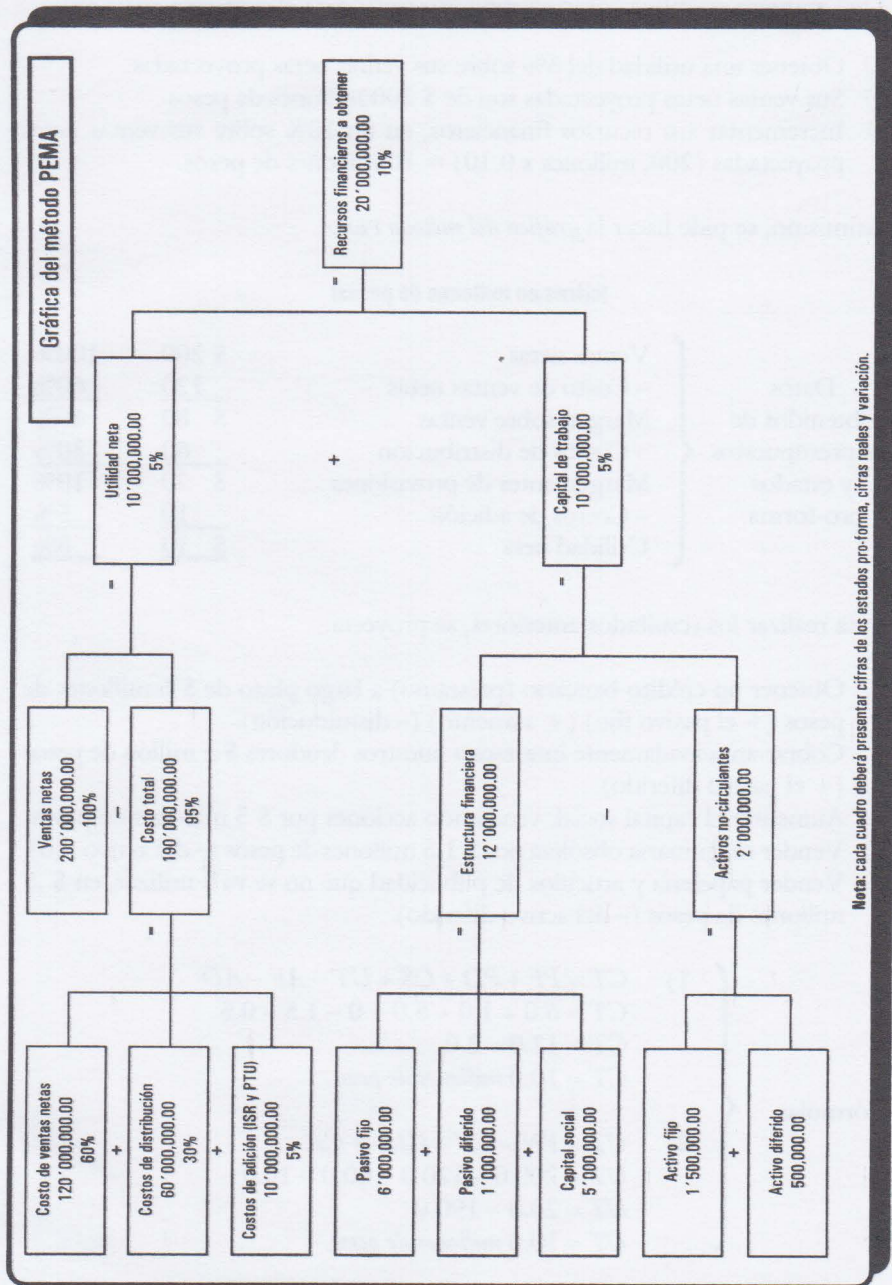 Gráfica del método PEMA
Costo de ventas netas
120´000,000.00
60%
+
Costos de distribución
60´000,000.00
30%
+
Costos de adición (ISR y PTU)
10´000,000.00
5%
=
Ventas netas
200´000,000.00
100%
–
Costo total
190´000,000.00
95%
=
Utilidad neta
10´000,000.00
5%
+
Pasivo fijo
6´000,000.00
+
Pasivo diferido
1´000,000.00
+
Capital social
5´000,000.00
=
Estructura financiera
12´000,000.00
–
Activo fijo
1´500,000.00
+
Activo diferido
500,000.00
=
Activos no-circulantes
2´000,000.00
=
Capital de trabajo
10´000,000.00
5%
=
Recursos financieros a obtener
20´000,000.00
10%
Nota: cada cuadro deberá presentar cifras de los estados pro-forma, cifras reales y variación.